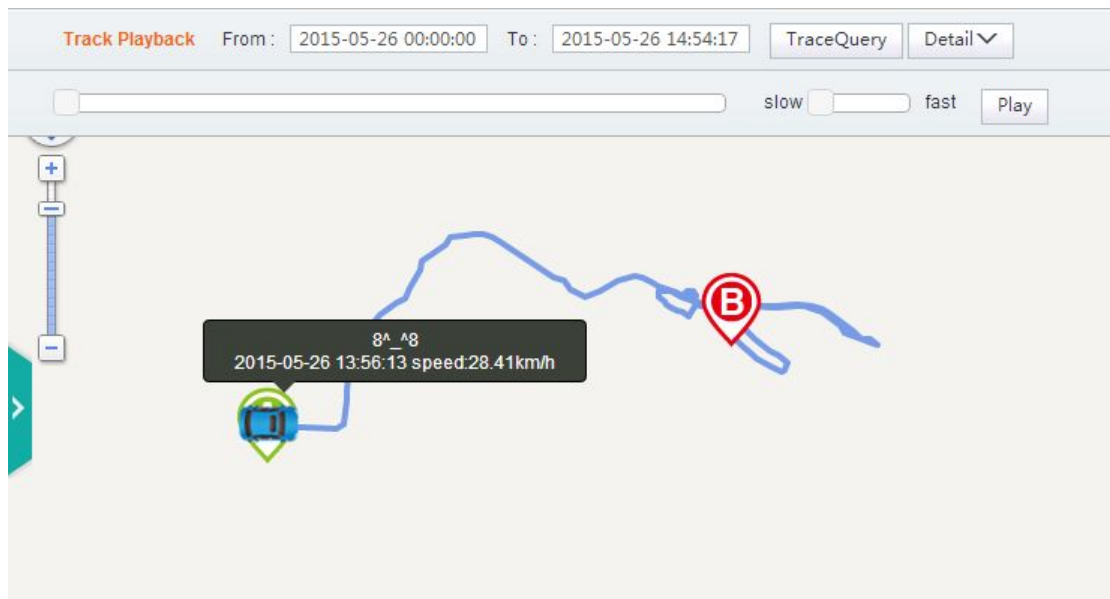 Track Playback From : 2015-05-26 00:00:00 To : 2015-05-26 14:54:17 TraceQuery Detail
slow fast Play
8^_^8
2015-05-26 13:56:13 speed:28.41km/h
B